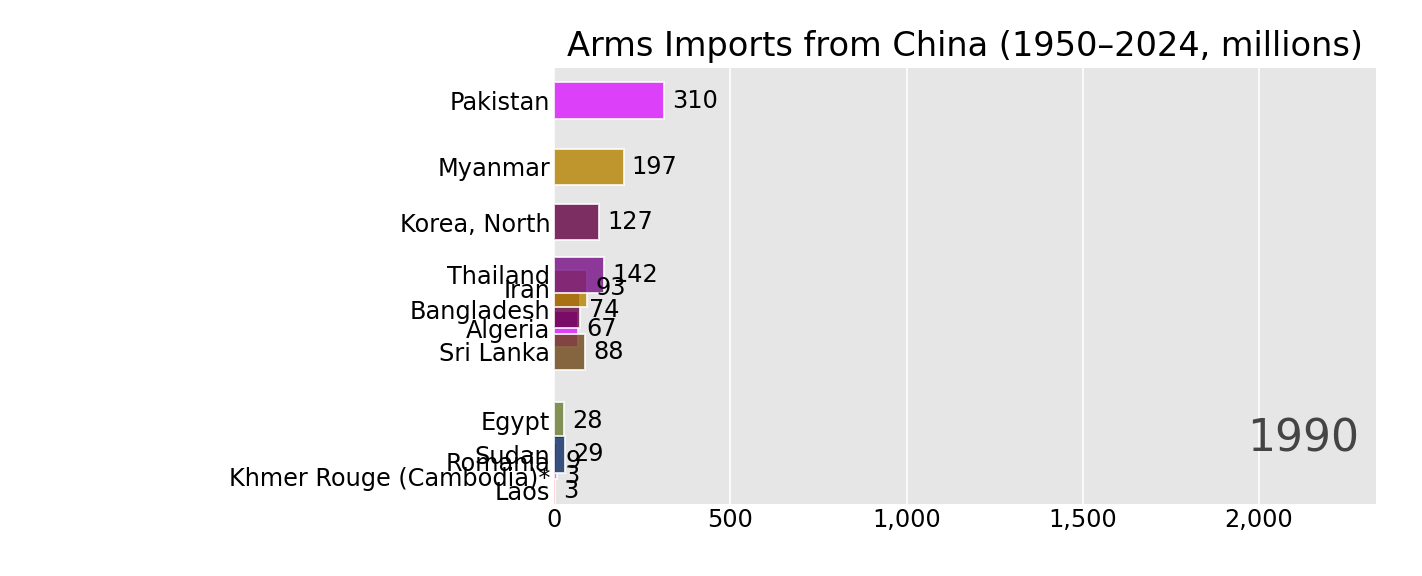 Arms Imports from China (1950–2024, millions)
Pakistan 310
Myanmar 197
Korea, North 127
Thailand 142
Iran 93
Bangladesh 74
Algeria 67
Sri Lanka 88
Egypt 28
Sudan 29
Romania 9
Khmer Rouge (Cambodia)* 3
Laos 3
1990
0 500 1,000 1,500 2,000